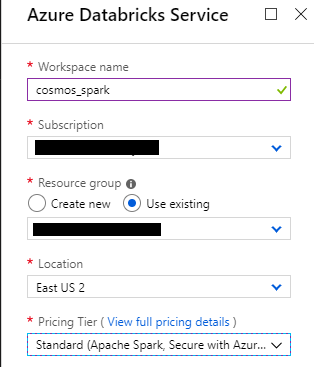 Azure Databricks Service
* Workspace name
cosmos_spark
* Subscription
* Resource group
Create new Use existing
* Location
East US 2
* Pricing Tier ( View full pricing details )
Standard (Apache Spark, Secure with Azur...